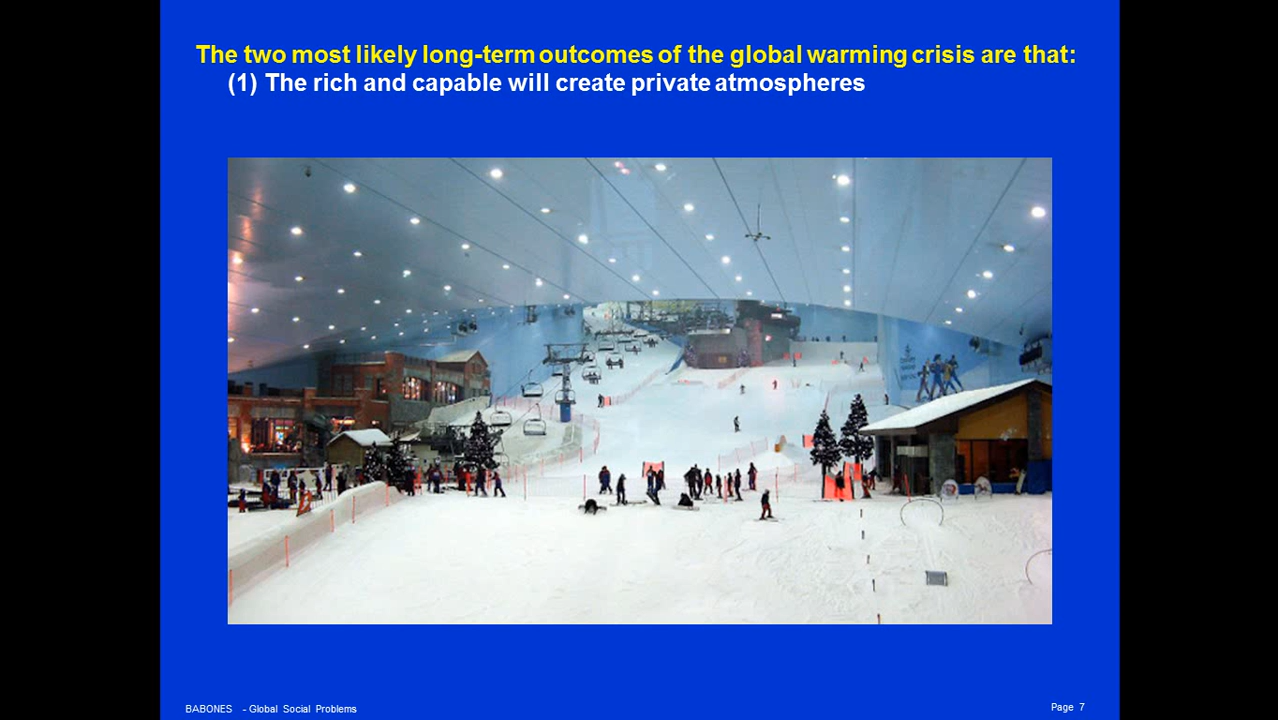 The two most likely long-term outcomes of the global warming crisis are that:
(1) The rich and capable will create private atmospheres
BABONES - Global Social Problems
Page 7